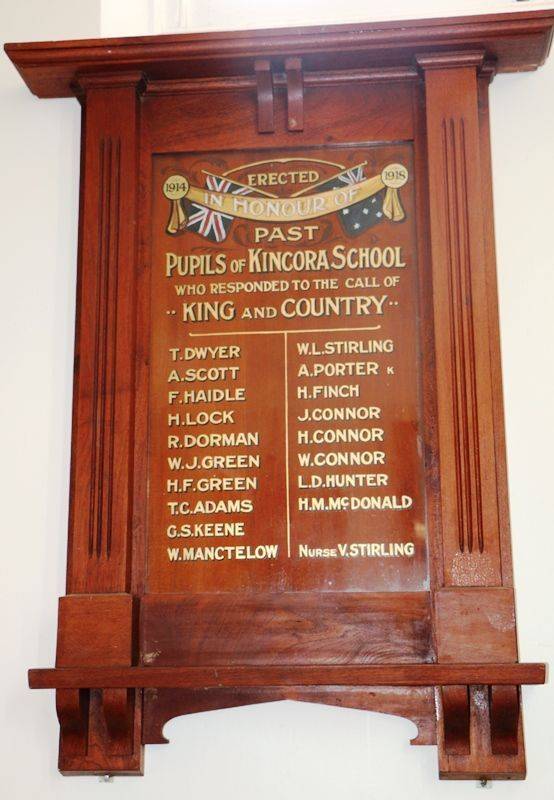 ERECTED
1914 IN HONOUR OF 1918
PAST
PUPILS OF KINCORA SCHOOL
WHO RESPONDED TO THE CALL OF
KING AND COUNTRY
T. DWYER
A. SCOTT
F. HAIDLE
H. LOCK
R. DORMAN
W. J. GREEN
H. F. GREEN
T. C. ADAMS
G. S. KEENE
W. MANCTELOW
W. L. STIRLING
A. PORTER K
H. FINCH
J. CONNOR
H. CONNOR
W. CONNOR
L. D. HUNTER
H. M. McDONALD
NURSE V. STIRLING